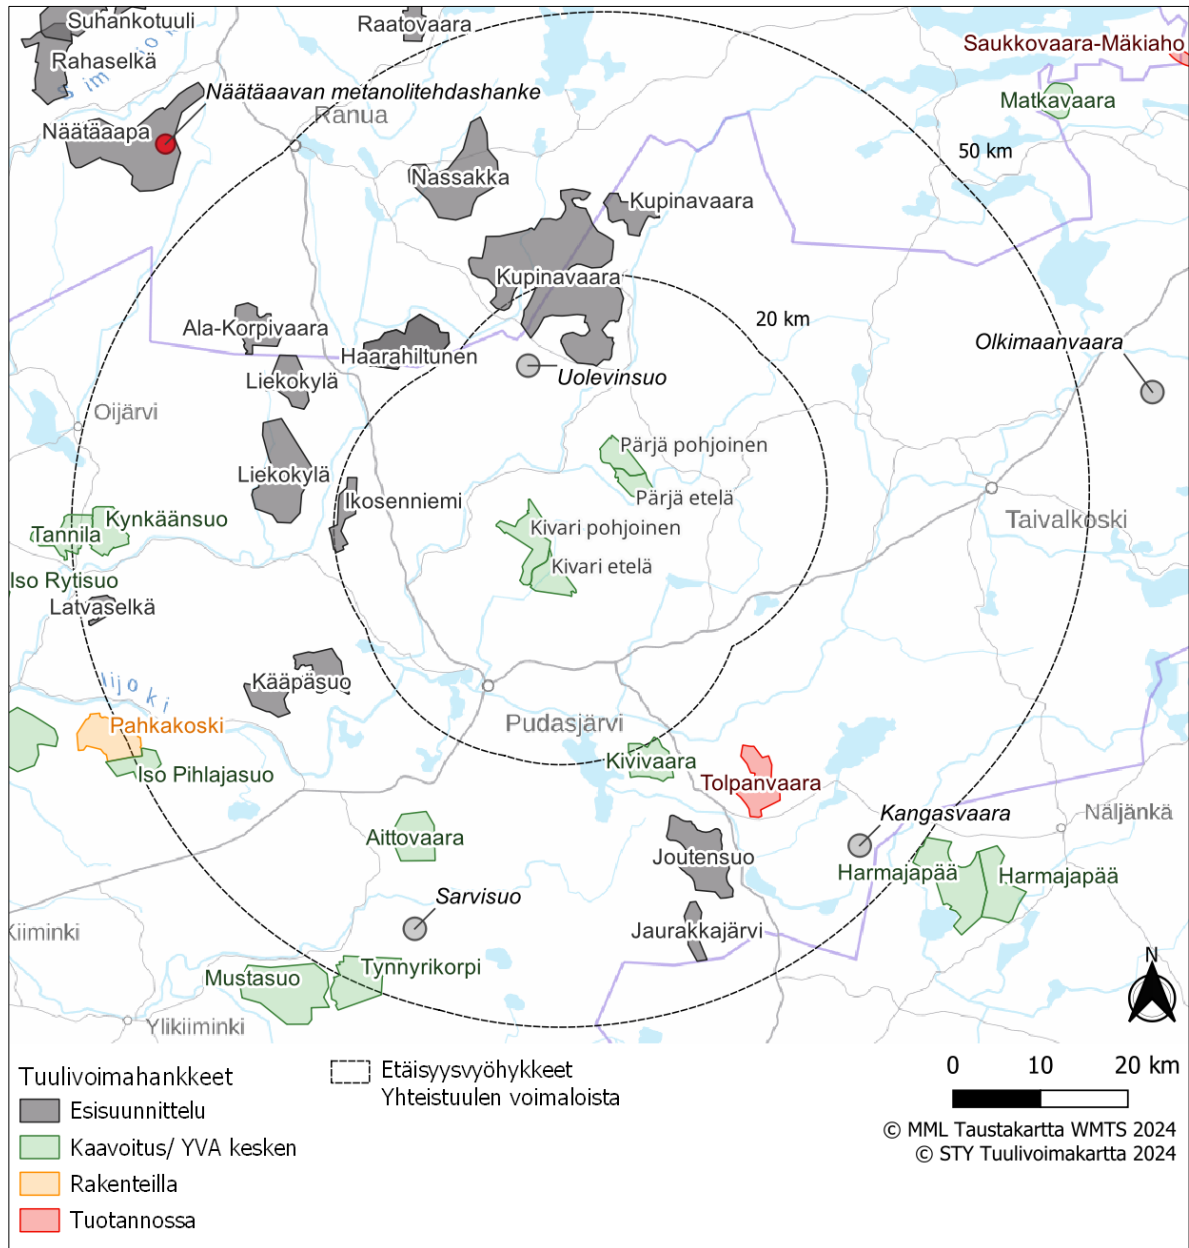 Suhankotuuli
Raatovaara
Rahaselkä
Saukkovaara-Mäkiaho
Näätäaavan metanolitehdashanke
Matkavaara
Ranua
Näätäaapa
50 km
Nassakka
Kupinavaara
Kupinavaara
20 km
Ala-Korpivaara
Haarahiltunen
Olkimaanvaara
Uolevinsuo
Liekokylä
Oijärvi
Pärjä pohjoinen
Liekokylä
Ikosenniemi
Pärjä etelä
Kynkäänsuo
Tannila
Kivari pohjoinen
Taivalkoski
Kivari etelä
Iso Rytisuo
Latvaselkä
Kääpäsuo
Iijoki
Pahkakoski
Pudasjärvi
Iso Pihlajasuo
Kivivaara
Tolpanvaara
Kangasvaara
Näljänkä
Aittovaara
Joutensuo
Harmajapää
Harmajapää
Sarvisuo
Kiiminki
Jaurakkajärvi
Tynnyrikorpi
Mustasuo
N
Ylikiiminki
Tuulivoimahankkeet
Esisuunnittelu
Kaavoitus/ YVA kesken
Rakenteilla
Tuotannossa
Etäisyysvyöhykkeet
Yhteistuulen voimaloista
0 10 20 km
© MML Taustakartta WMTS 2024
© STY Tuulivoimakartta 2024